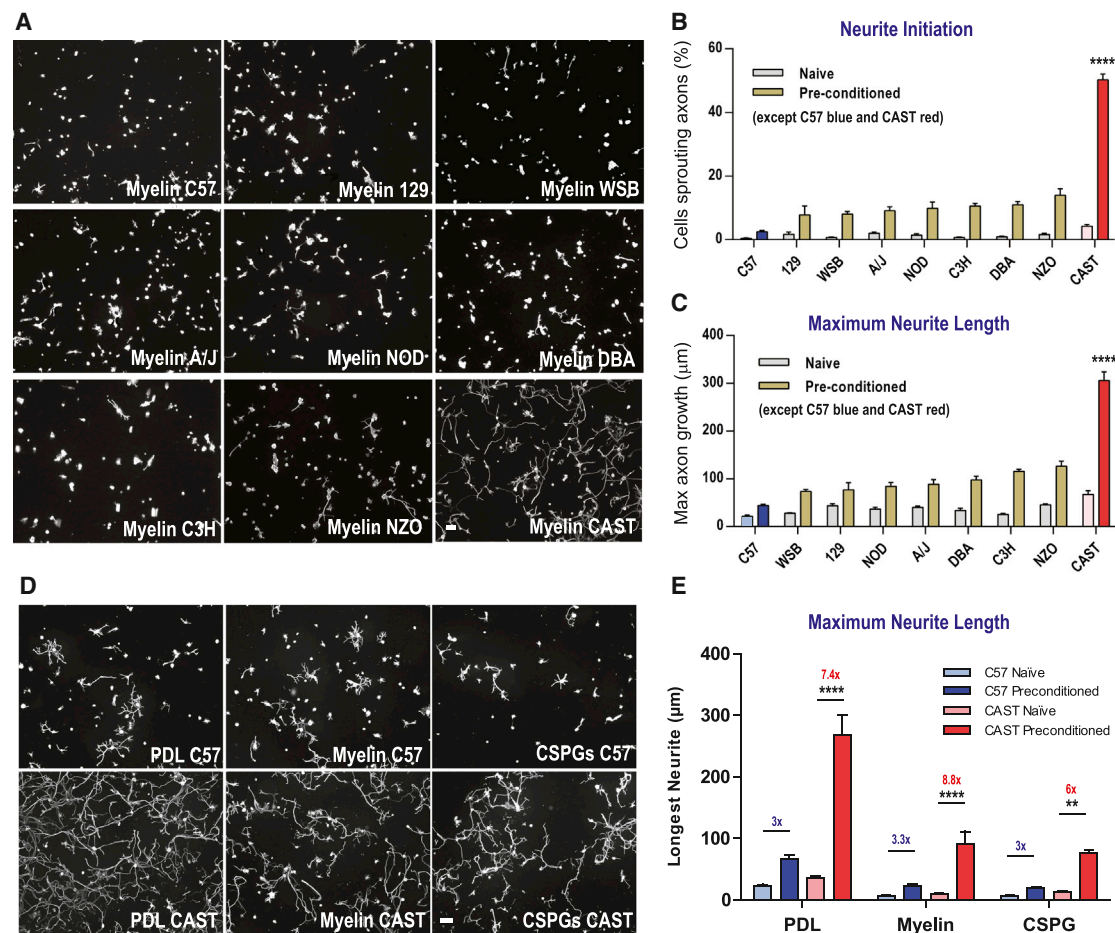 A
Myelin C57
Myelin 129
Myelin WSB
Myelin A/J
Myelin NOD
Myelin DBA
Myelin C3H
Myelin NZO
Myelin CAST
B
Neurite Initiation
Cells sprouting axons (%)
60
40
20
0
Naive
Pre-conditioned
(except C57 blue and CAST red)
****
C57
129
WSB
A/J
NOD
C3H
DBA
NZO
CAST
C
Maximum Neurite Length
Max axon growth (μm)
400
300
200
100
0
Naive
Pre-conditioned
(except C57 blue and CAST red)
****
C57
WSB
129
NOD
A/J
DBA
C3H
NZO
CAST
D
PDL C57
Myelin C57
CSPGs C57
PDL CAST
Myelin CAST
CSPGs CAST
E
Maximum Neurite Length
Longest Neurite (μm)
400
300
200
100
0
C57 Naïve
C57 Preconditioned
CAST Naïve
CAST Preconditioned
3x
7.4x
****
3.3x
8.8x
****
3x
6x
**
PDL
Myelin
CSPG